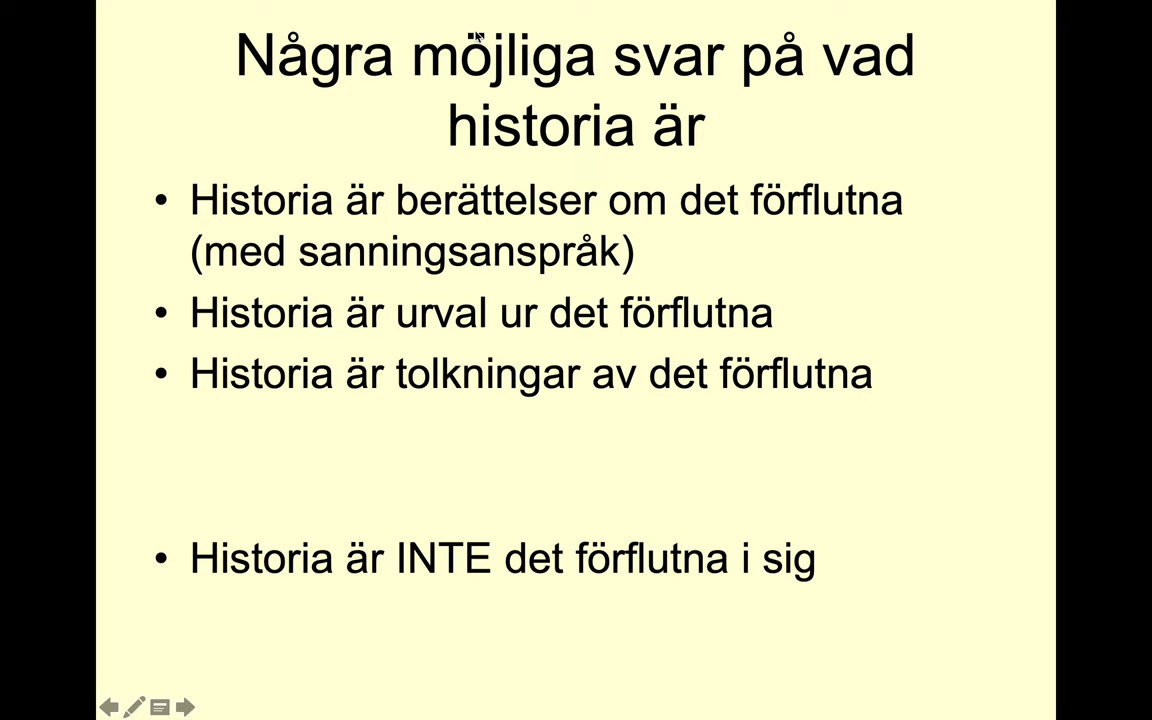 Några möjliga svar på vad
historia är
• Historia är berättelser om det förflutna
(med sanningsanspråk)
• Historia är urval ur det förflutna
• Historia är tolkningar av det förflutna
• Historia är INTE det förflutna i sig